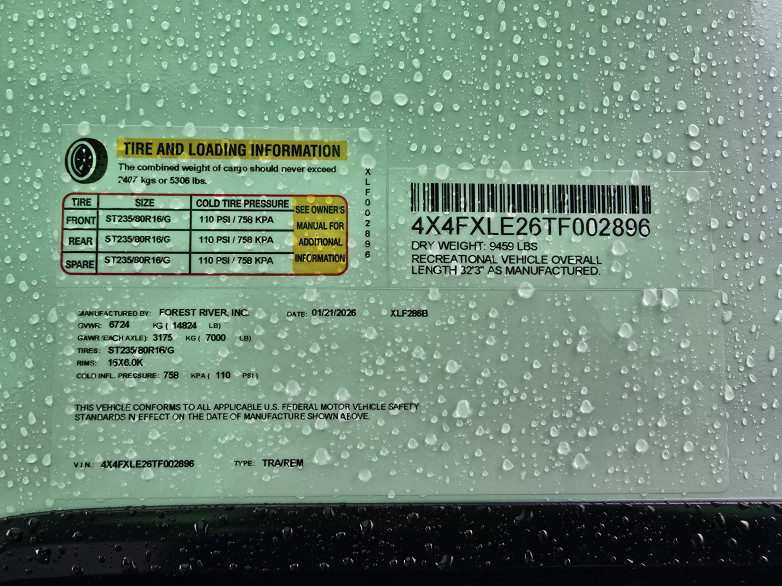 TIRE AND LOADING INFORMATION
The combined weight of cargo should never exceed
2407 kgs or 5306 lbs.
TIRE SIZE COLD TIRE PRESSURE SEE OWNER'S MANUAL FOR ADDITIONAL INFORMATION
FRONT ST235/80R16/G 110 PSI / 758 KPA
REAR ST235/80R16/G 110 PSI / 758 KPA
SPARE ST235/80R16/G 110 PSI / 758 KPA
XLF002896
4X4FXLE26TF002896
DRY WEIGHT: 9459 LBS
RECREATIONAL VEHICLE OVERALL
LENGTH 32'3" AS MANUFACTURED.
MANUFACTURED BY: FOREST RIVER, INC. DATE: 01/21/2026 XLF286B
GVWR: 6724 KG ( 14824 LB)
GAWR (EACH AXLE): 3175 KG ( 7000 LB)
TIRES: ST235/80R16/G
RIMS: 16X6.0K
COLD INFL. PRESSURE: 758 KPA ( 110 PSI )
THIS VEHICLE CONFORMS TO ALL APPLICABLE U.S. FEDERAL MOTOR VEHICLE SAFETY
STANDARDS IN EFFECT ON THE DATE OF MANUFACTURE SHOWN ABOVE.
V.I.N.: 4X4FXLE26TF002896 TYPE: TRA/REM